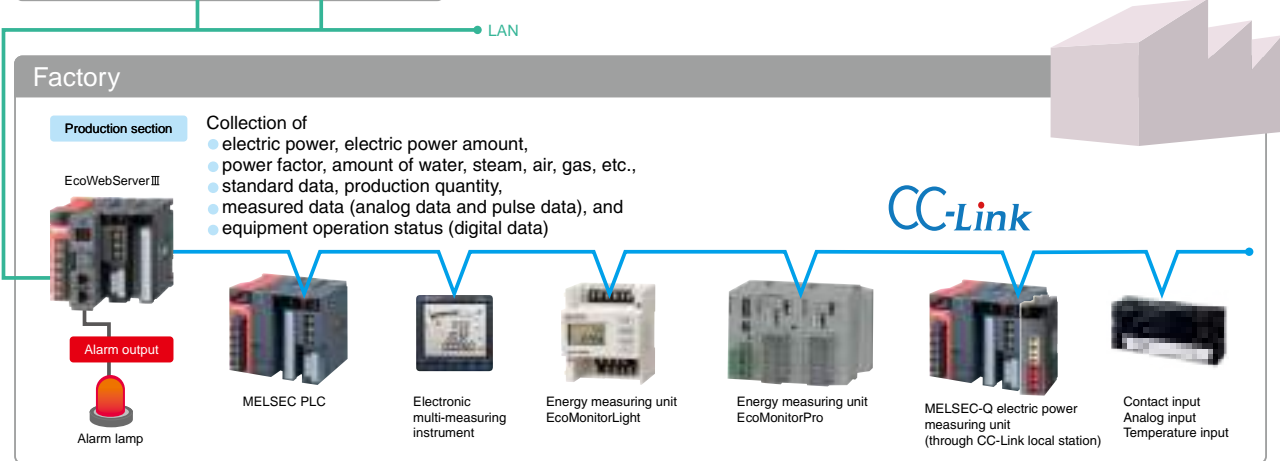 LAN
Factory
Production section
Collection of
electric power, electric power amount,
power factor, amount of water, steam, air, gas, etc.,
standard data, production quantity,
measured data (analog data and pulse data), and
equipment operation status (digital data)
EcoWebServerⅢ
CC-Link
Alarm output
Alarm lamp
MELSEC PLC
Electronic
multi-measuring
instrument
Energy measuring unit
EcoMonitorLight
Energy measuring unit
EcoMonitorPro
MELSEC-Q electric power
measuring unit
(through CC-Link local station)
Contact input
Analog input
Temperature input